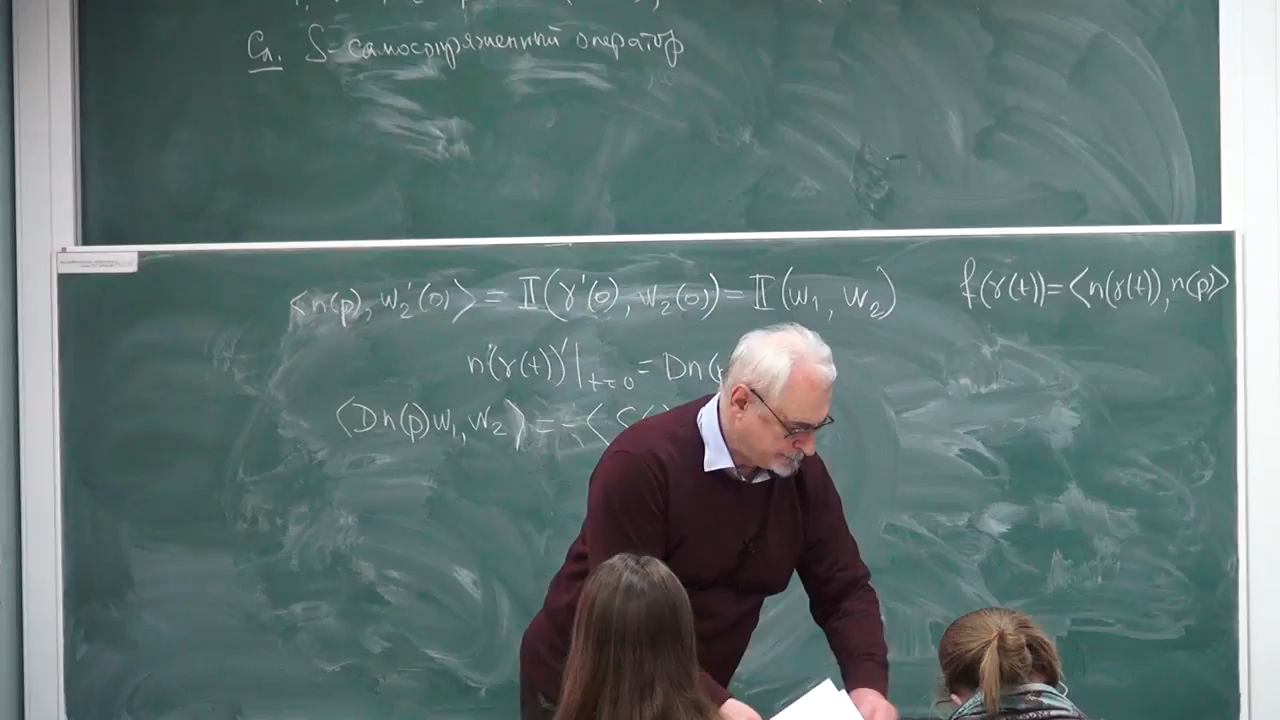 Сл. S - самосопряженный оператор
⟨n(p), w₂'(0)⟩ = II(γ'(0), w₂(0)) = II(w₁, w₂)
f(γ(t)) = ⟨n(γ(t)), n(p)⟩
n(γ(t))'|ₜ₌₀ = Dn(
⟨Dn(p)w₁, w₂⟩ = -⟨S(